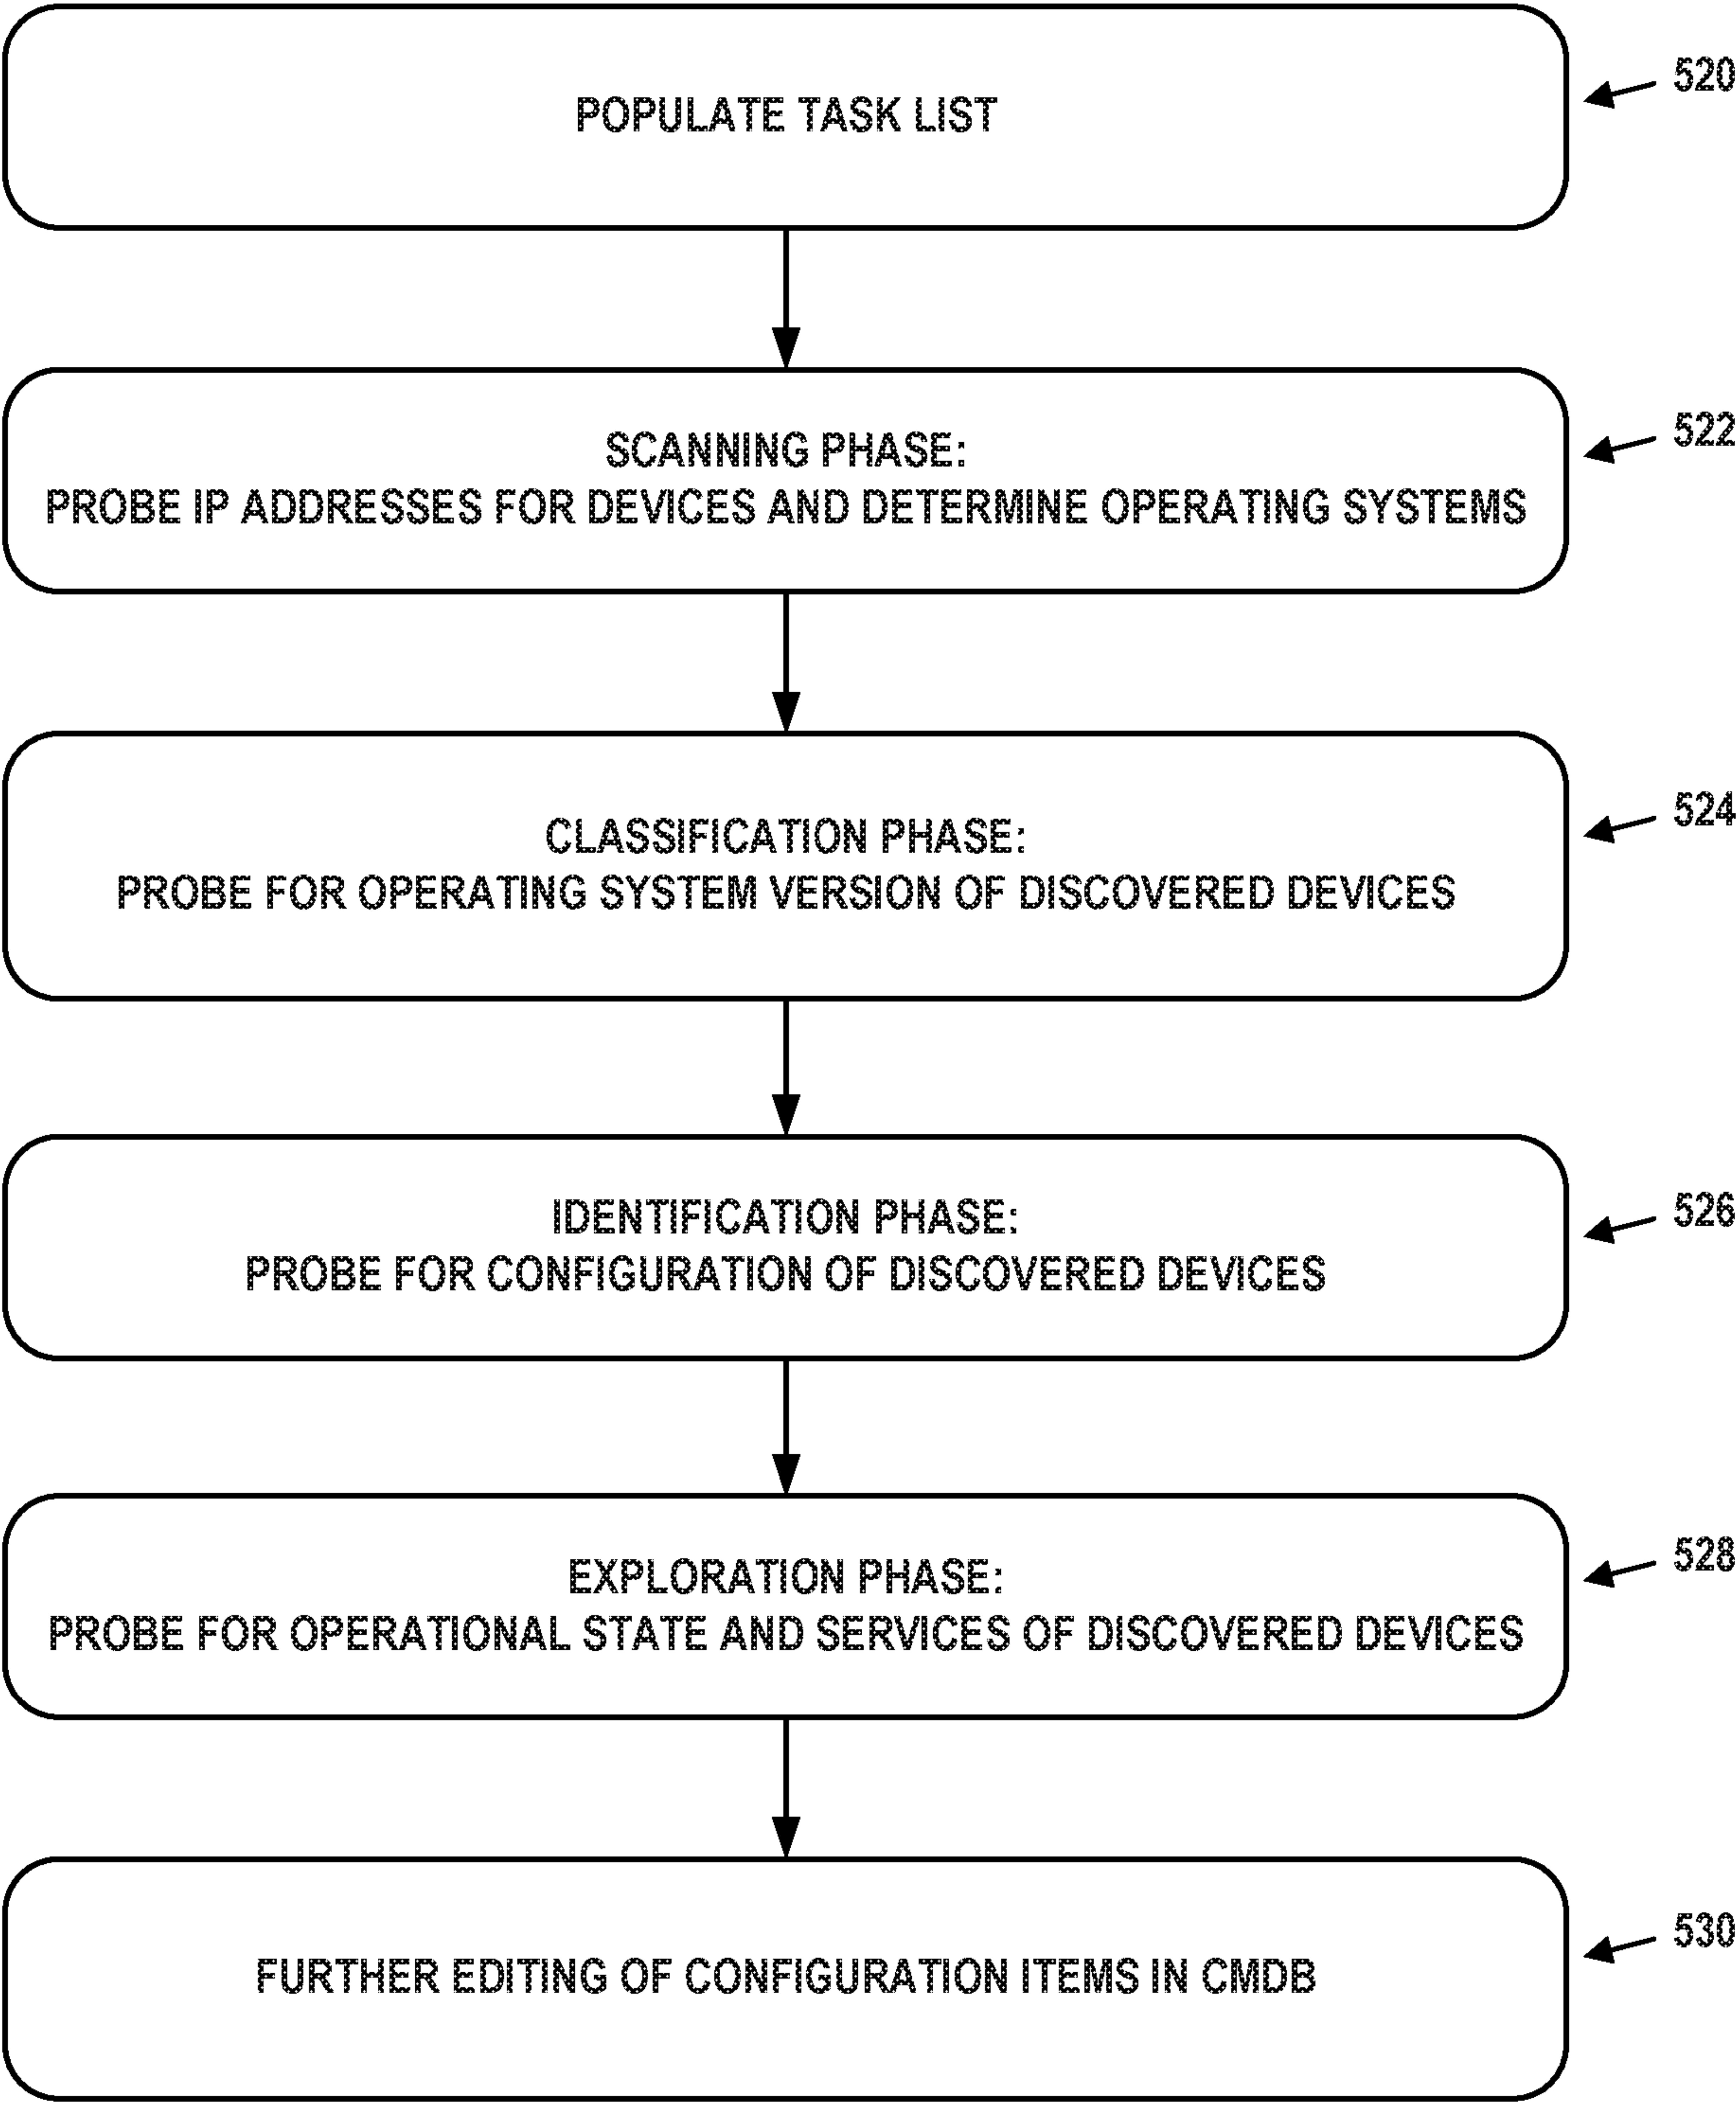 POPULATE TASK LIST
520
SCANNING PHASE:
PROBE IP ADDRESSES FOR DEVICES AND DETERMINE OPERATING SYSTEMS
522
CLASSIFICATION PHASE:
PROBE FOR OPERATING SYSTEM VERSION OF DISCOVERED DEVICES
524
IDENTIFICATION PHASE:
PROBE FOR CONFIGURATION OF DISCOVERED DEVICES
526
EXPLORATION PHASE:
PROBE FOR OPERATIONAL STATE AND SERVICES OF DISCOVERED DEVICES
528
FURTHER EDITING OF CONFIGURATION ITEMS IN CMDB
530